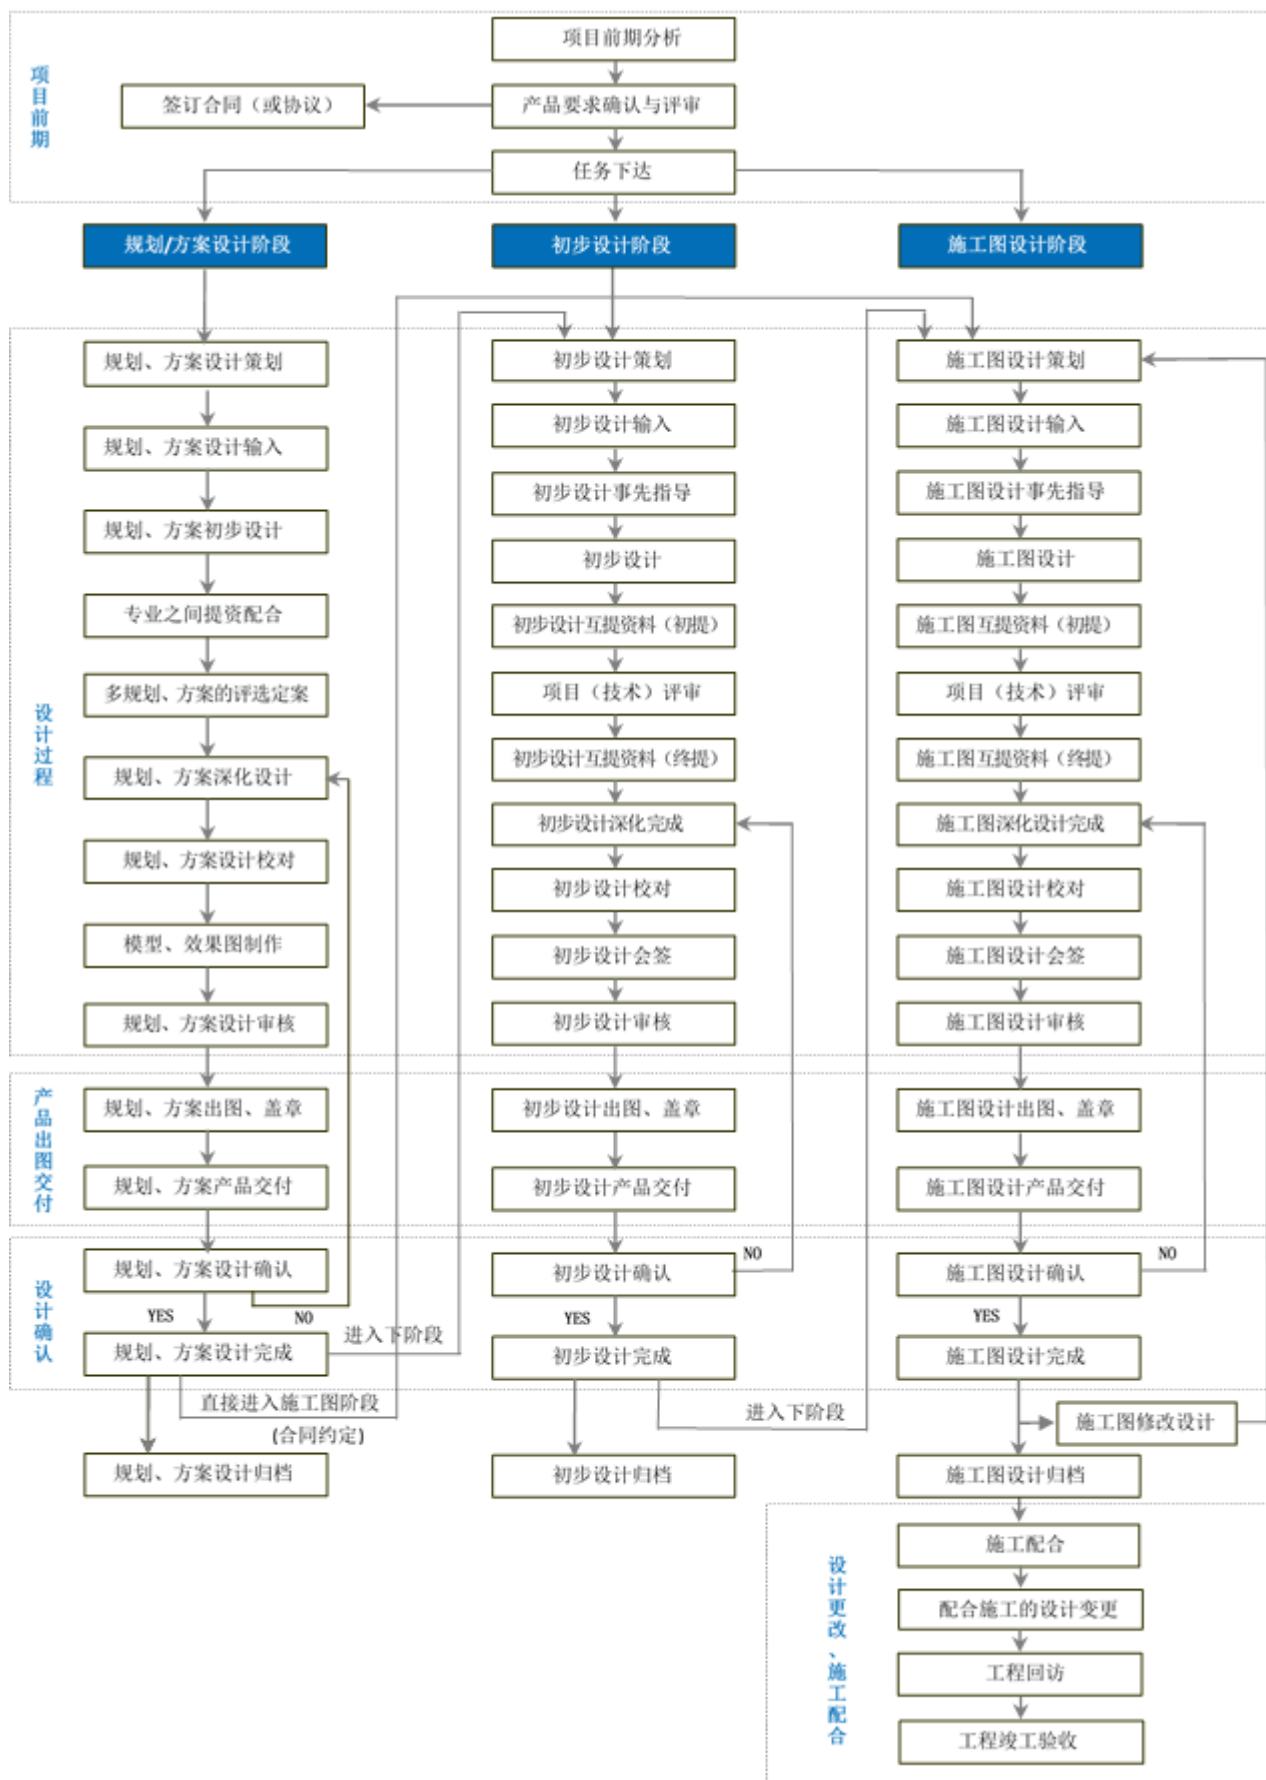 项目前期
项目前期分析
签订合同（或协议）
产品要求确认与评审
任务下达
规划/方案设计阶段
初步设计阶段
施工图设计阶段
设计过程
规划、方案设计策划
规划、方案设计输入
规划、方案初步设计
专业之间提资配合
多规划、方案的评选定案
规划、方案深化设计
规划、方案设计校对
模型、效果图制作
规划、方案设计审核
初步设计策划
初步设计输入
初步设计事先指导
初步设计
初步设计互提资料（初提）
项目（技术）评审
初步设计互提资料（终提）
初步设计深化完成
初步设计校对
初步设计会签
初步设计审核
施工图设计策划
施工图设计输入
施工图设计事先指导
施工图设计
施工图互提资料（初提）
项目（技术）评审
施工图互提资料（终提）
施工图深化设计完成
施工图设计校对
施工图设计会签
施工图设计审核
产品出图交付
规划、方案出图、盖章
规划、方案产品交付
初步设计出图、盖章
初步设计产品交付
施工图设计出图、盖章
施工图设计产品交付
设计确认
规划、方案设计确认
YES
NO
规划、方案设计完成
进入下阶段
直接进入施工图阶段
(合同约定)
规划、方案设计归档
初步设计确认
NO
YES
初步设计完成
进入下阶段
初步设计归档
施工图设计确认
NO
YES
施工图设计完成
施工图修改设计
施工图设计归档
设计更改、施工配合
施工配合
配合施工的设计变更
工程回访
工程竣工验收